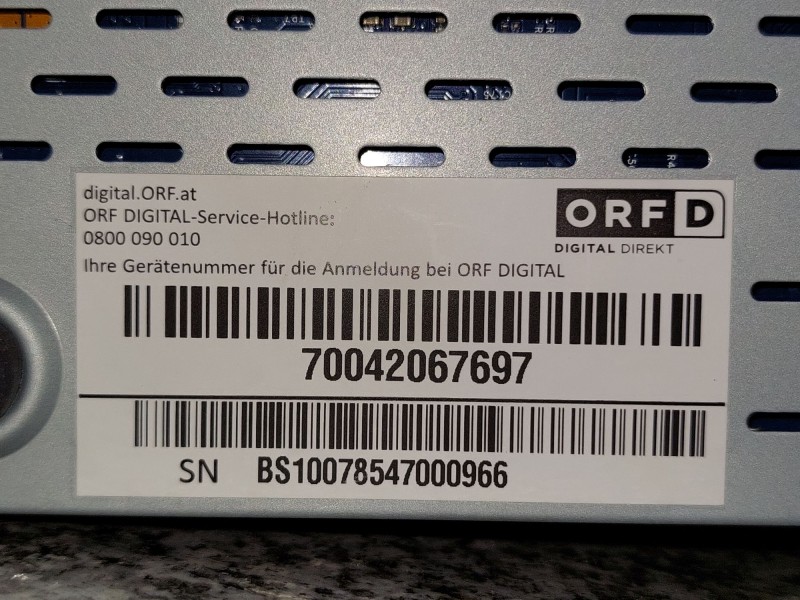 digital.ORF.at
ORF DIGITAL-Service-Hotline:
0800 090 010
ORF D
DIGITAL DIREKT
Ihre Gerätenummer für die Anmeldung bei ORF DIGITAL
70042067697
SN BS10078547000966